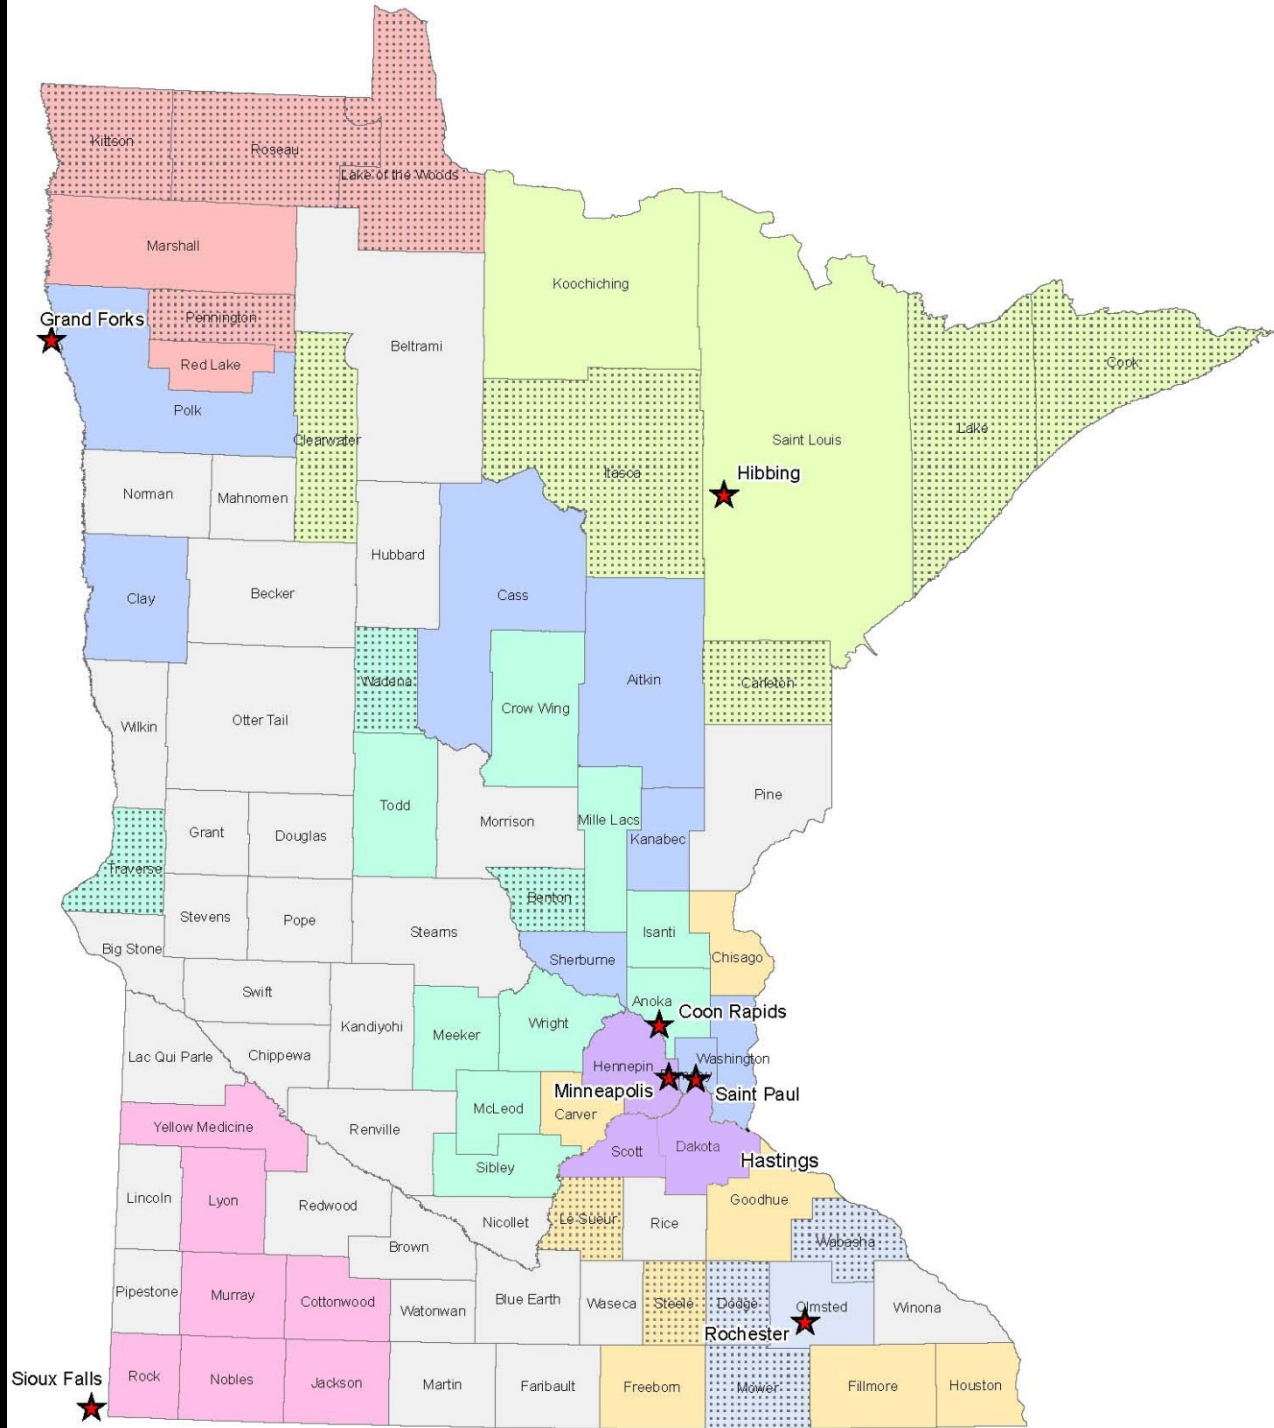 Kittson
Roseau
Lake of the Woods
Marshall
Koochiching
Pennington
Grand Forks
Beltrami
Red Lake
Cook
Polk
Lake
Clearwater
Saint Louis
Itasca
Hibbing
Norman
Mahnomen
Hubbard
Becker
Cass
Clay
Wadena
Aitkin
Carleton
Crow Wing
Otter Tail
Wilkin
Pine
Todd
Morrison
Mille Lacs
Grant
Douglas
Kanabec
Traverse
Benton
Stevens
Pope
Stearns
Isanti
Big Stone
Sherburne
Chisago
Swift
Anoka
Coon Rapids
Kandiyohi
Meeker
Wright
Lac Qui Parle
Chippewa
Hennepin
Washington
Minneapolis
Saint Paul
McLeod
Carver
Yellow Medicine
Renville
Scott
Dakota
Hastings
Sibley
Lincoln
Lyon
Redwood
Goodhue
Nicollet
Le Sueur
Rice
Brown
Wabasha
Pipestone
Murray
Cottonwood
Watonwan
Blue Earth
Waseca
Steele
Dodge
Olmsted
Winona
Rochester
Sioux Falls
Rock
Nobles
Jackson
Martin
Faribault
Freeborn
Mower
Fillmore
Houston